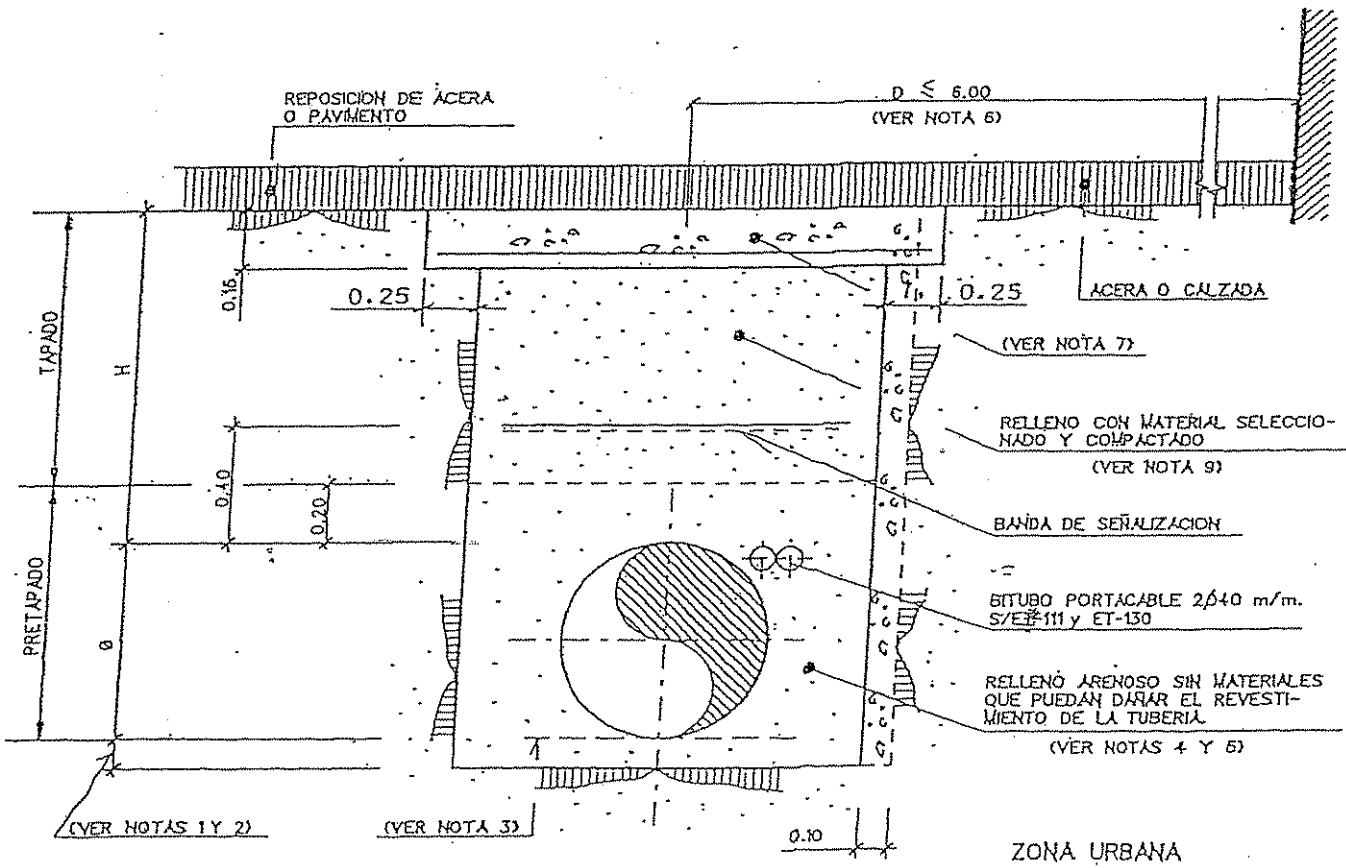 REPOSICION DE ACERA
O PAVIMENTO
D ≤ 6.00
(VER NOTA 6)
0.25
0.25
ACERA O CALZADA
(VER NOTA 7)
TAPADO
H
0.40
0.20
RELLENO CON MATERIAL SELECCIO-
NADO Y COMPACTADO
(VER NOTA 9)
BANDA DE SEÑALIZACION
PRETAPADO
Ø
BITUBO PORTACABLE 2Ø40 m/m.
111 y ET-130
RELLENO ARENOSO SIN MATERIALES
QUE PUEDAN DAÑAR EL REVESTI-
MIENTO DE LA TUBERIA
(VER NOTAS 4 Y 5)
(VER NOTAS 1 Y 2)
(VER NOTA 3)
0.10
ZONA URBANA